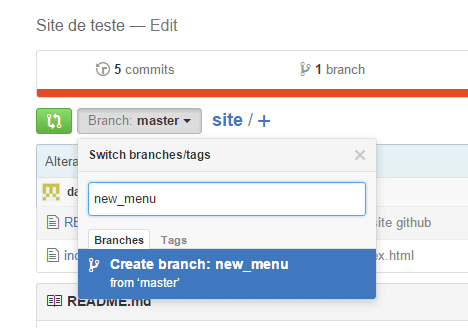 Site de teste — Edit
5 commits
1 branch
Branch: master
site / +
Switch branches/tags
Altera
new_menu
da
RE
site github
Branches Tags
Create branch: new_menu
from 'master'
ind
ex.html
README.md